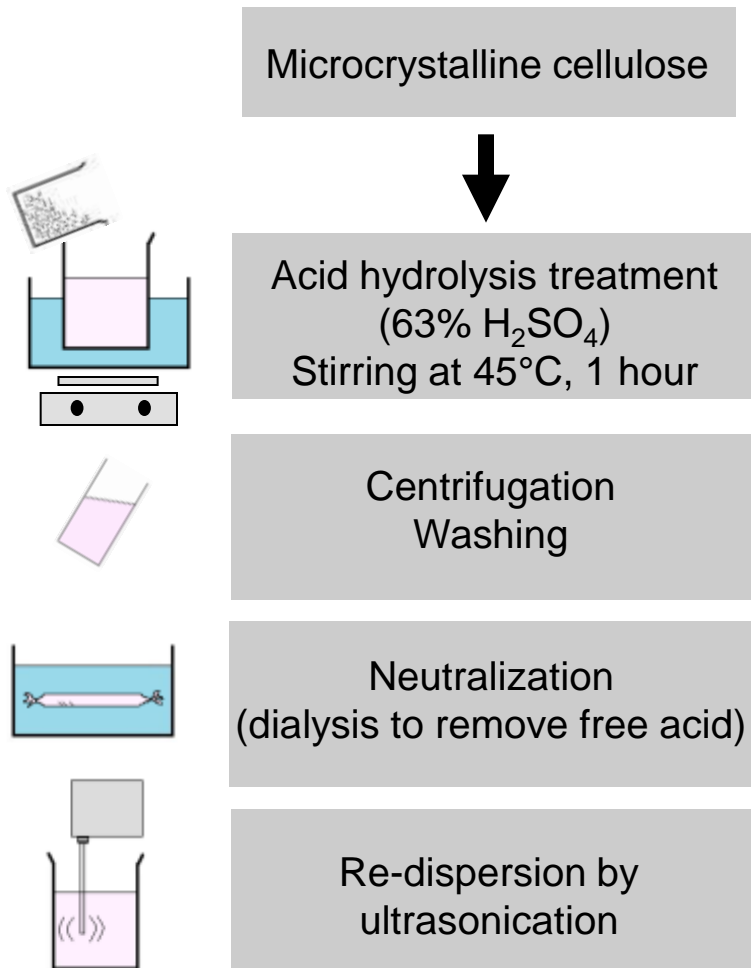 Microcrystalline cellulose
Acid hydrolysis treatment
(63% H₂SO₄)
Stirring at 45°C, 1 hour
Centrifugation
Washing
Neutralization
(dialysis to remove free acid)
Re-dispersion by
ultrasonication